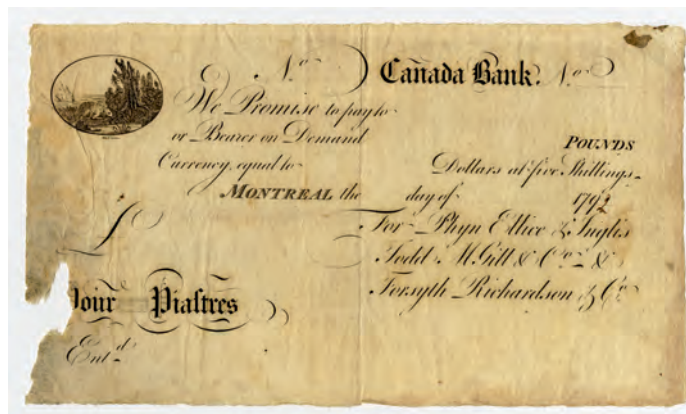 No Canada Bank. No
We Promise to pay to
or Bearer on Demand POUNDS
Currency, equal to Dollars at five Shillings
MONTREAL the day of 1792
£ For Phyn Ellice & Inglis
Todd McGill & Co. &
Forsyth Richardson & Co.
Pour Piastres
Ent.d